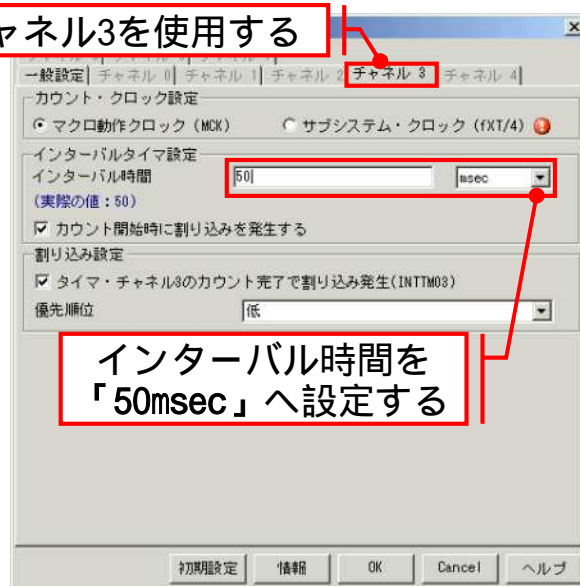 ャネル3を使用する
一般設定 チャネル 0 チャネル 1 チャネル 2 チャネル 3 チャネル 4
カウント・クロック設定
マクロ動作クロック (MCK) サブシステム・クロック (fXT/4)
インターバルタイマ設定
インターバル時間 50 msec
(実際の値：50)
カウント開始時に割り込みを発生する
割り込み設定
タイマ・チャネル3のカウント完了で割り込み発生(INTTM03)
優先順位 低
インターバル時間を
「50msec」へ設定する
初期設定 情報 OK Cancel ヘルプ